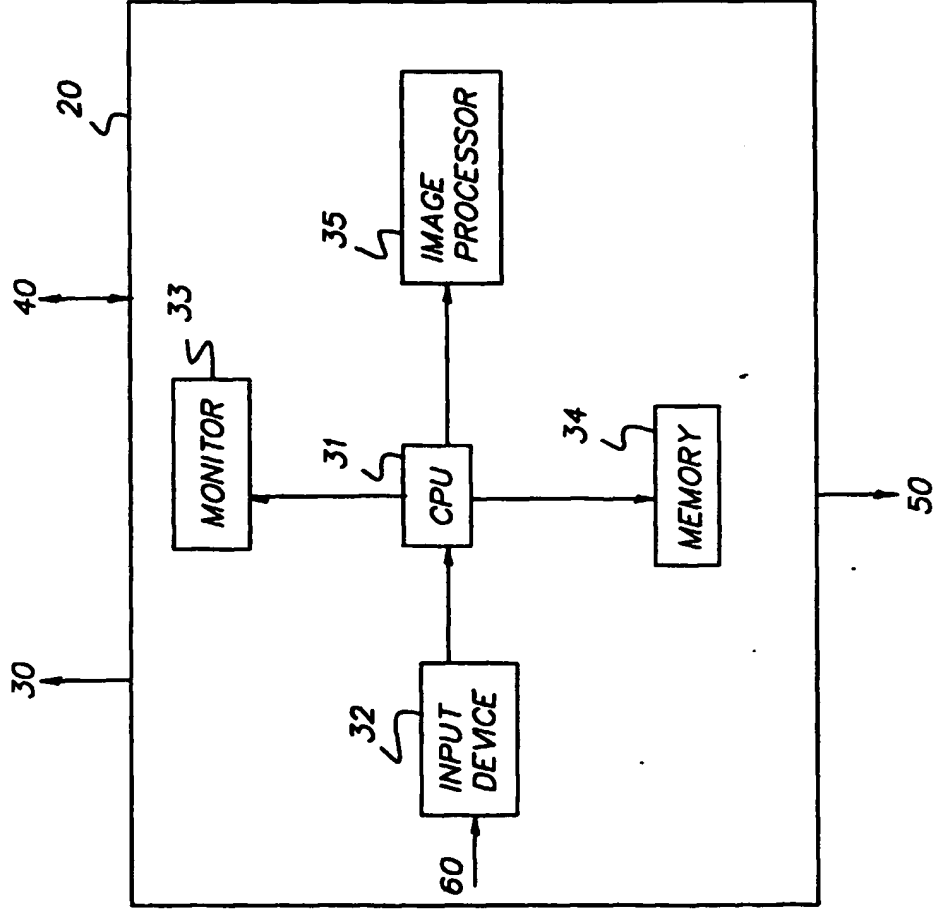 30
40
20
33
MONITOR
32
31
35
60
INPUT
DEVICE
CPU
IMAGE
PROCESSOR
34
MEMORY
50